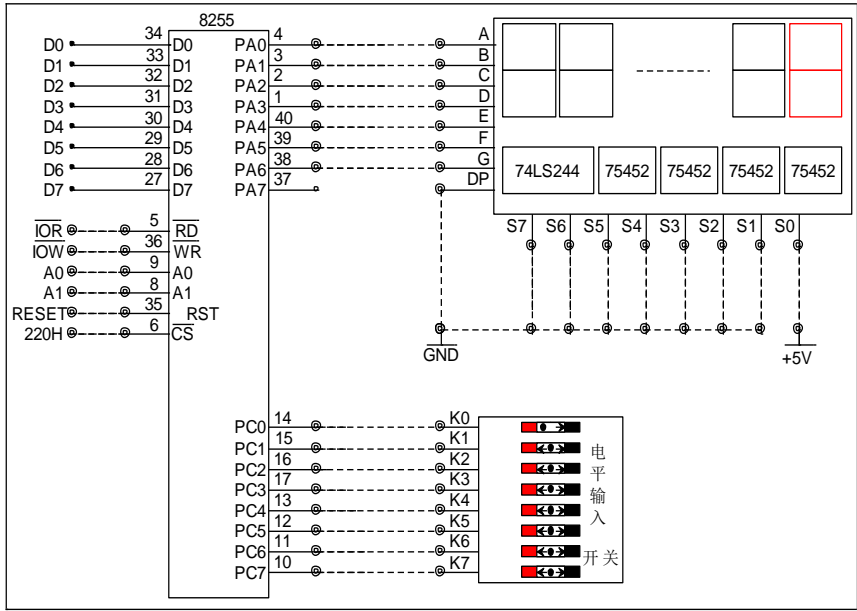 8255
D0 34 D0 PA0 4 A
D1 33 D1 PA1 3 B
D2 32 D2 PA2 2 C
D3 31 D3 PA3 1 D
D4 30 D4 PA4 40 E
D5 29 D5 PA5 39 F
D6 28 D6 PA6 38 G
D7 27 D7 PA7 37 DP
74LS244 75452 75452 75452 75452
S7 S6 S5 S4 S3 S2 S1 S0
IOR 5 RD
IOW 36 WR
A0 9 A0
A1 8 A1
RESET 35 RST
220H 6 CS
GND
+5V
PC0 14 K0
PC1 15 K1
PC2 16 K2
PC3 17 K3
PC4 13 K4
PC5 12 K5
PC6 11 K6
PC7 10 K7
电
平
输
入
开关